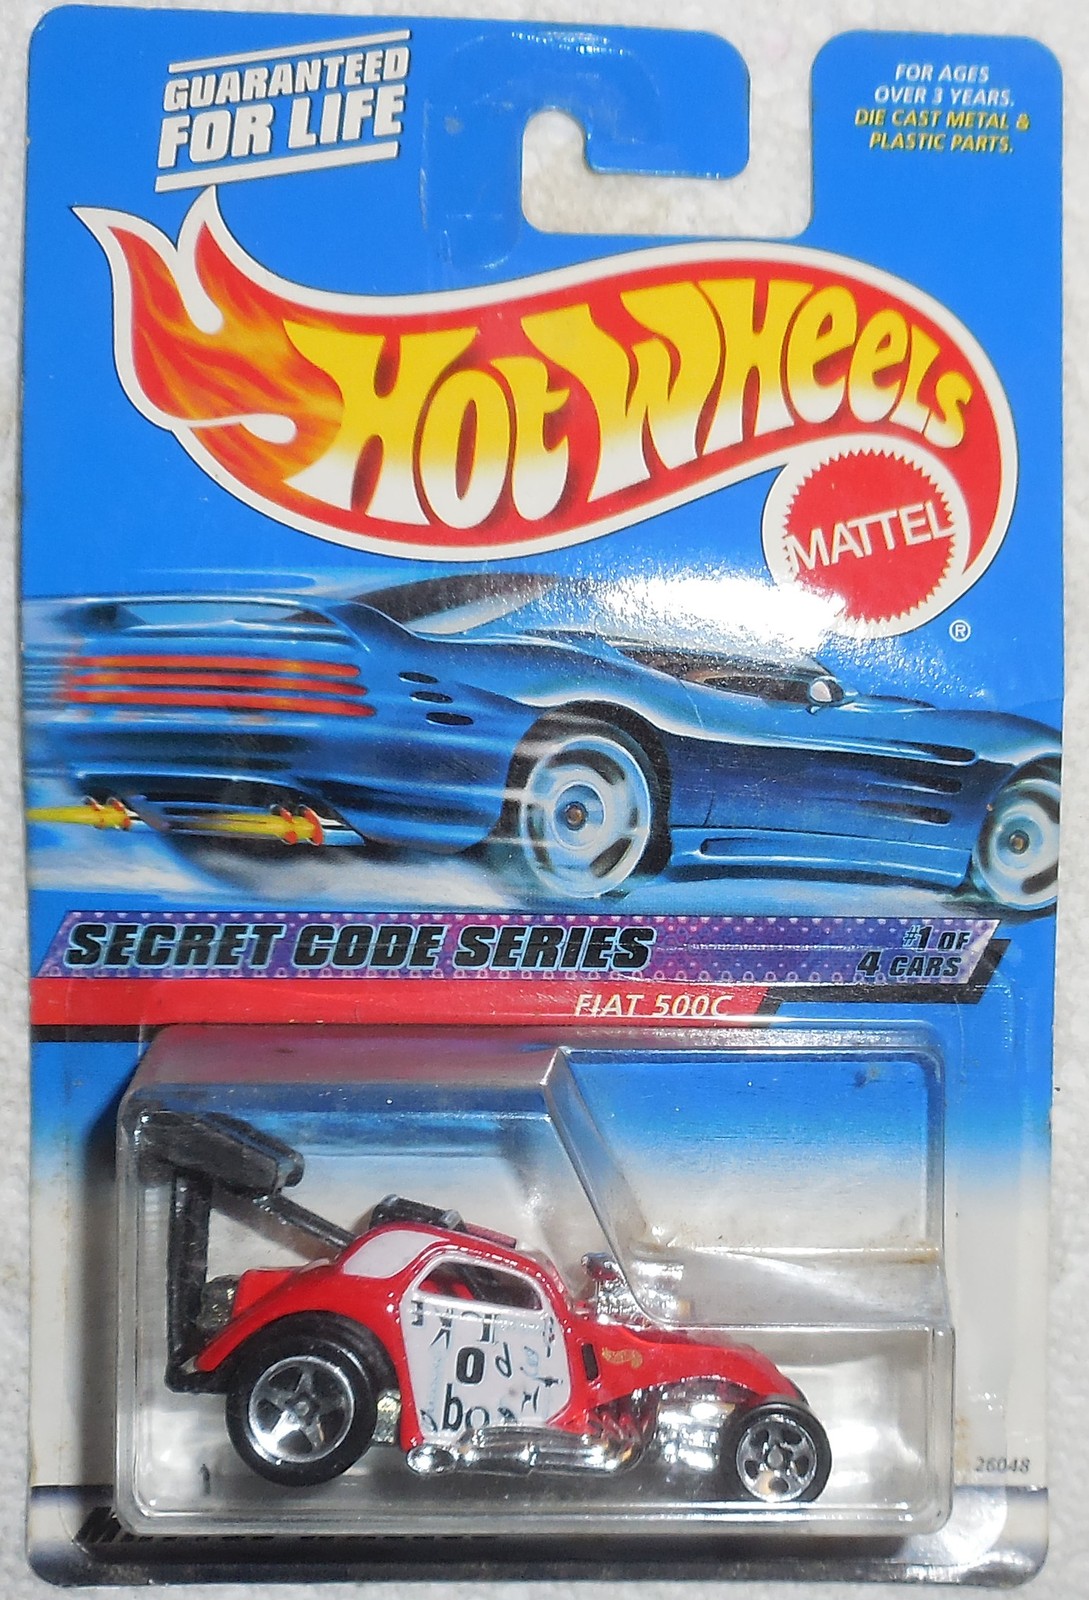 GUARANTEED
FOR LIFE
FOR AGES
OVER 3 YEARS.
DIE CAST METAL &
PLASTIC PARTS.
HOT WHEELS
MATTEL
®
SECRET CODE SERIES
#1 OF
4 CARS
FIAT 500C
o d
bo
26048